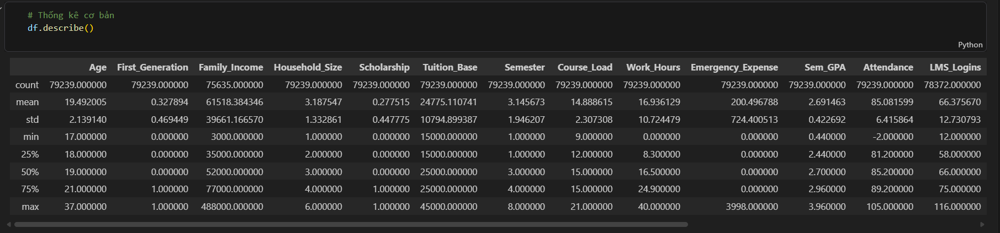 # Thống kê cơ bản
df.describe()
Python
Age First_Generation Family_Income Household_Size Scholarship Tuition_Base Semester Course_Load Work_Hours Emergency_Expense Sem_GPA Attendance LMS_Logins
count 79239.000000 79239.000000 75635.000000 79239.000000 79239.000000 79239.000000 79239.000000 79239.000000 79239.000000 79239.000000 79239.000000 79239.000000 78372.000000
mean 19.492005 0.327894 61518.384346 3.187547 0.277515 24775.110741 3.145673 14.888615 16.936129 200.496788 2.691463 85.081599 66.375670
std 2.139140 0.469449 39661.166570 1.332861 0.447775 10794.899387 1.946207 2.307308 10.724479 724.400513 0.422692 6.415864 12.730793
min 17.000000 0.000000 3000.000000 1.000000 0.000000 15000.000000 1.000000 9.000000 0.000000 0.000000 0.440000 -2.000000 12.000000
25% 18.000000 0.000000 35000.000000 2.000000 0.000000 15000.000000 1.000000 12.000000 8.300000 0.000000 2.440000 81.200000 58.000000
50% 19.000000 0.000000 52000.000000 3.000000 0.000000 25000.000000 3.000000 15.000000 16.500000 0.000000 2.700000 85.200000 66.000000
75% 21.000000 1.000000 77000.000000 4.000000 1.000000 25000.000000 4.000000 15.000000 24.900000 0.000000 2.960000 89.200000 75.000000
max 37.000000 1.000000 488000.000000 6.000000 1.000000 45000.000000 8.000000 21.000000 40.000000 3998.000000 3.960000 105.000000 116.000000